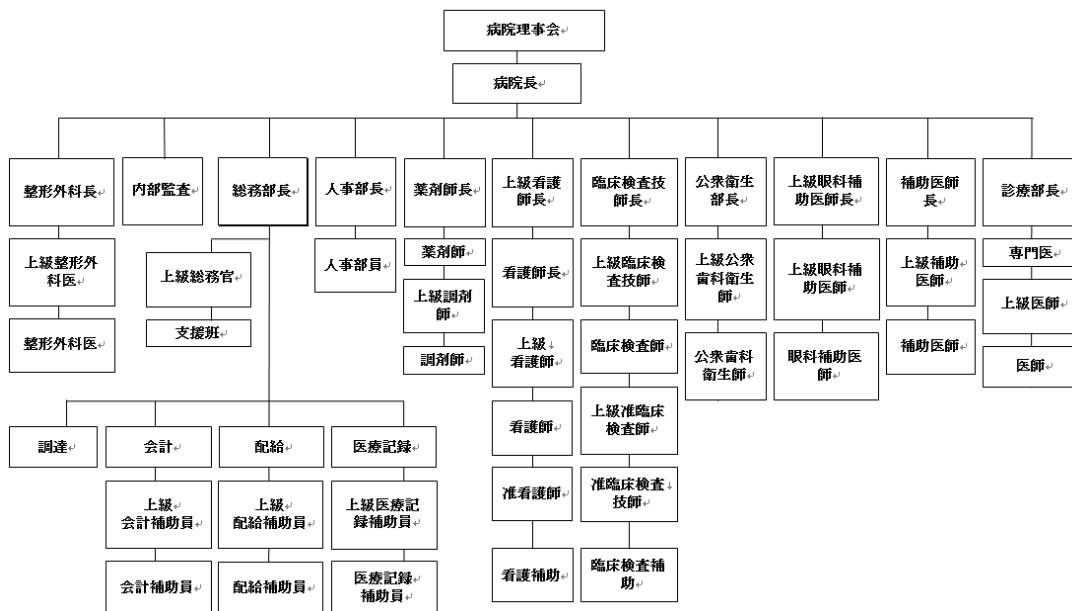 病院理事会
病院長
整形外科長
内部監査
総務部長
人事部長
薬剤師長
上級看護
師長
臨床検査技
師長
公衆衛生
部長
上級眼科補
助医師長
補助医師
長
診療部長
上級整形外
科医
整形外科医
上級総務官
支援班
人事部員
薬剤師
上級調剤
師
調剤師
看護師長
上級↓
看護師
看護師
准看護師
看護補助
上級臨床検
査技師
臨床検査師
上級准臨床
検査師
准臨床検査↓
技師
臨床検査補
助
上級公衆
歯科衛生
師
公衆歯科
衛生師
上級眼科補
助医師
眼科補助医
師
上級補助
医師
補助医師
専門医
上級医師
医師
調達
会計
上級
会計補助員
会計補助員
配給
上級
配給補助員
配給補助員
医療記録
上級医療記
録補助員
医療記録
補助員